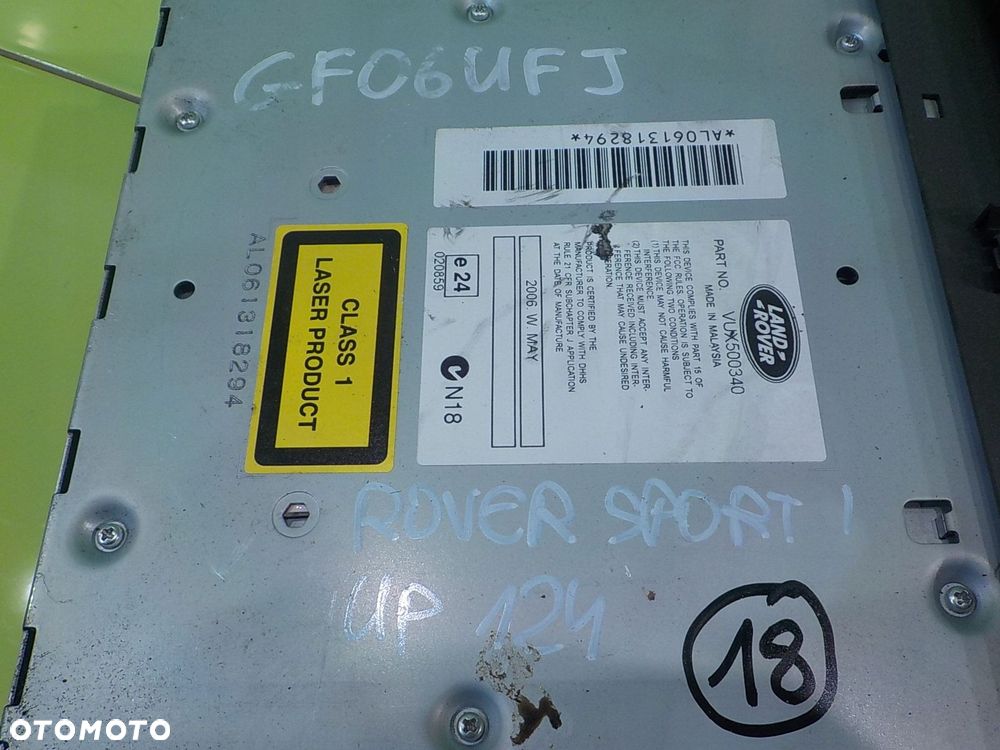 GF06UFJ
*AL061318294*
LAND-
ROVER
PART NO. VUX500340
MADE IN MALAYSIA
THIS DEVICE COMPLIES WITH PART 15 OF
THE FCC RULES. OPERATION IS SUBJECT TO
THE FOLLOWING TWO CONDITIONS
(1) THIS DEVICE MAY NOT CAUSE HARMFUL
INTERFERENCE.
(2) THIS DEVICE MUST ACCEPT ANY INTER-
FERENCE RECEIVED INCLUDING INTER-
FERENCE THAT MAY CAUSE UNDESIRED
OPERATION
PRODUCT IS CERTIFIED BY THE
MANUFACTURER TO COMPLY WITH DHHS
RULE 21 CFR SUBCHAPTER J APPLICATION
AT THE DATE OF MANUFACTURE
2006 W MAY
e 24
020859
N18
CLASS 1
LASER PRODUCT
AL061318294
ROVER SPORT I
UP 124
18
OTOMOTO